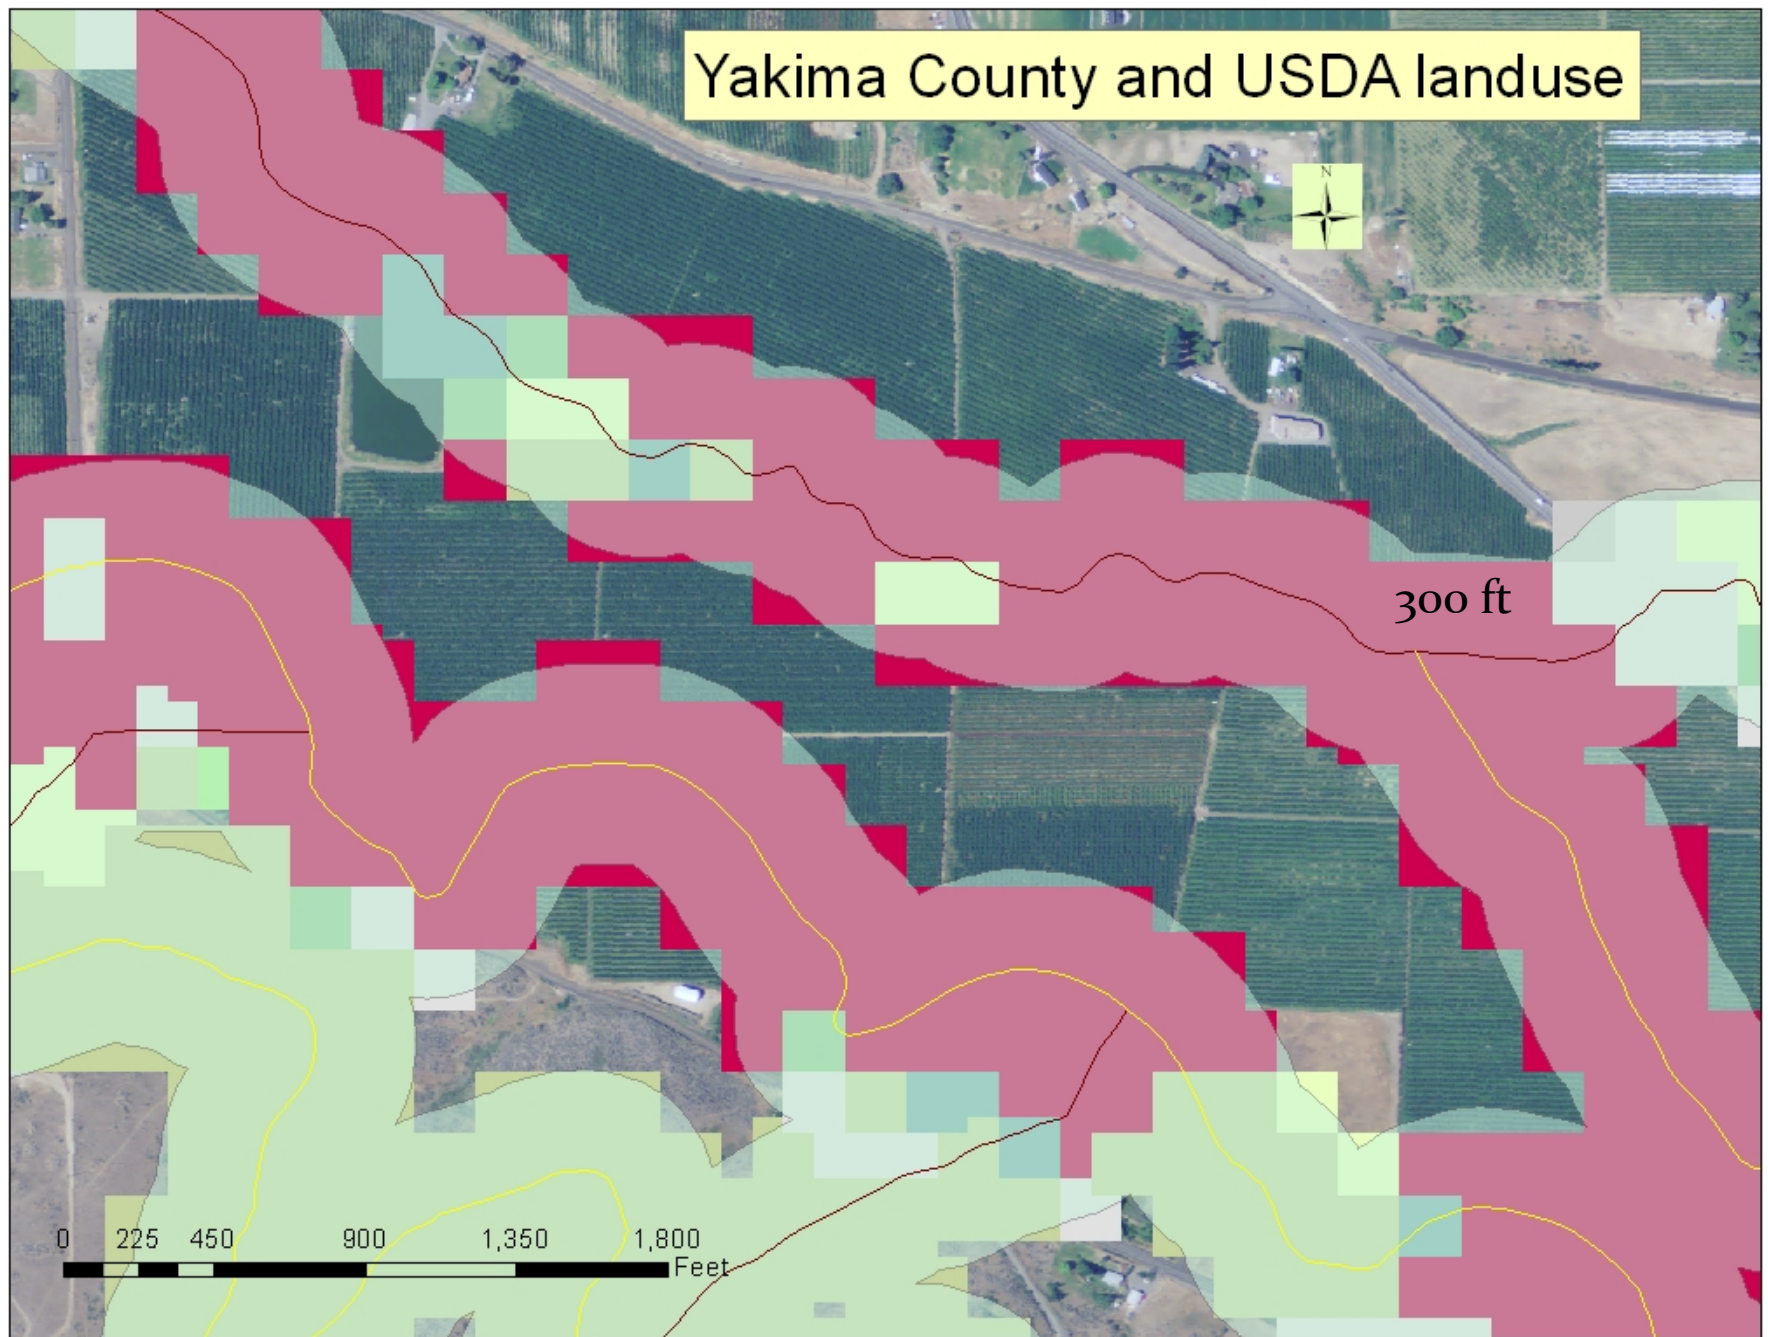 Yakima County and USDA landuse
N
300 ft
0 225 450 900 1,350 1,800
Feet